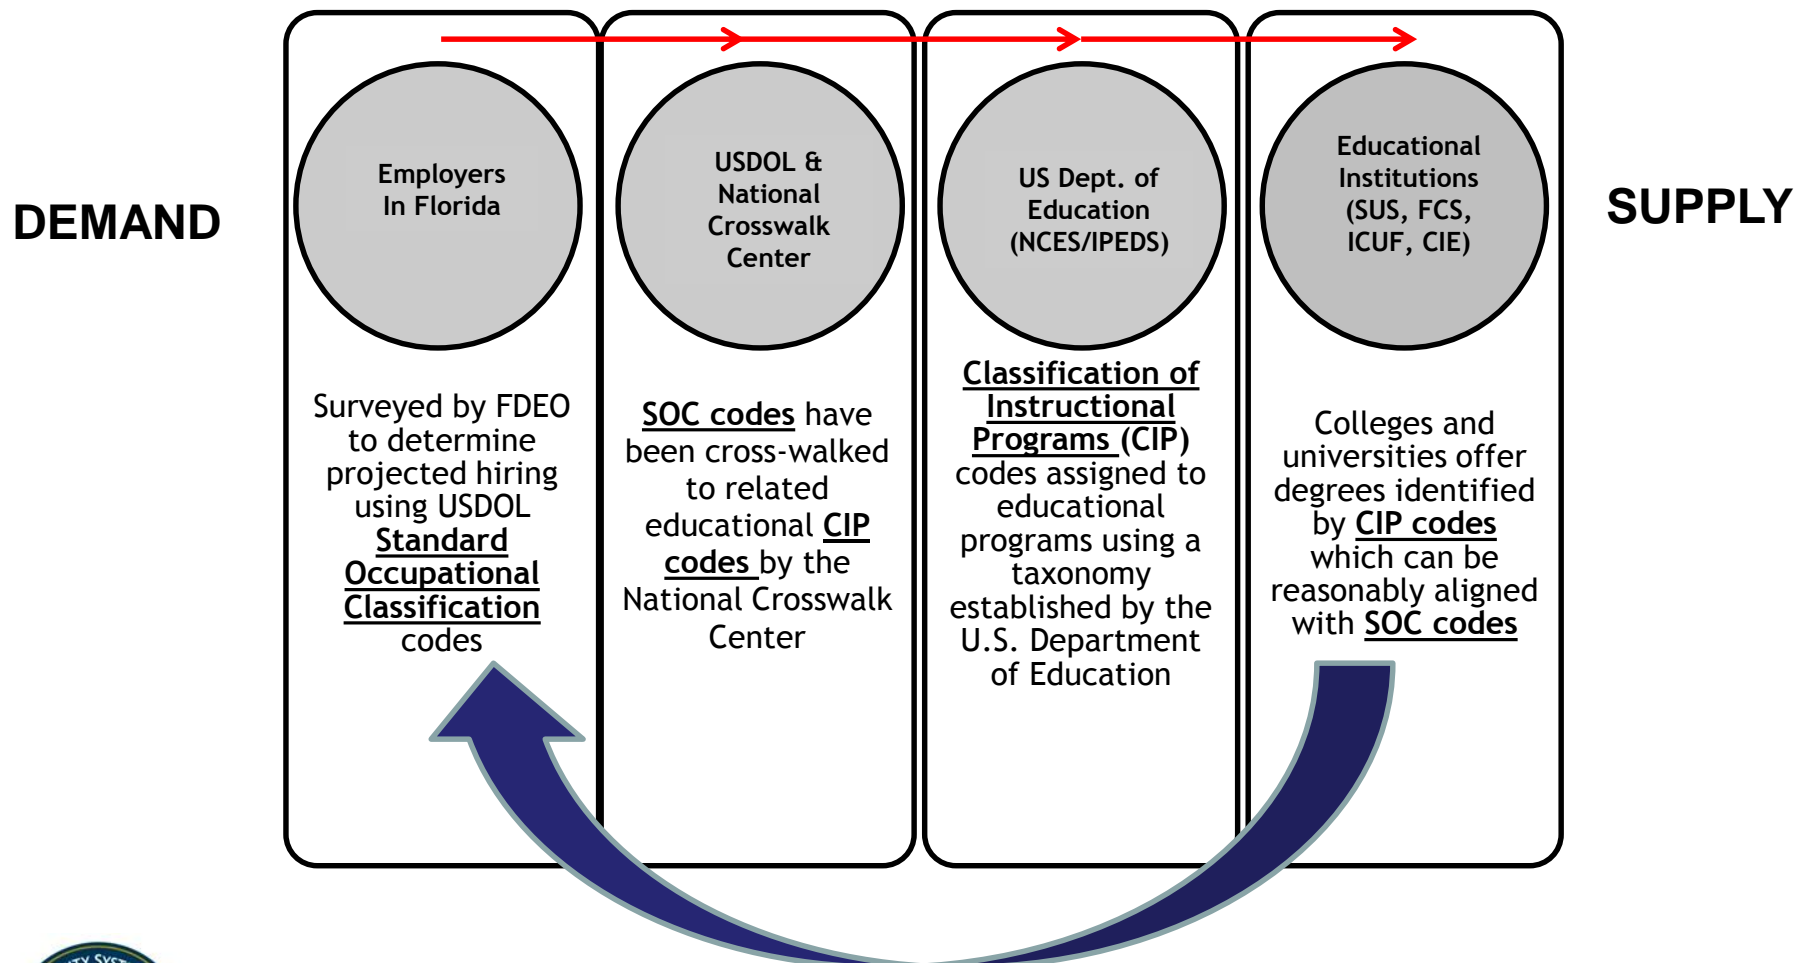 DEMAND
Employers
In Florida
Surveyed by FDEO
to determine
projected hiring
using USDOL
Standard
Occupational
Classification
codes
USDOL &
National
Crosswalk
Center
SOC codes have
been cross-walked
to related
educational CIP
codes by the
National Crosswalk
Center
US Dept. of
Education
(NCES/IPEDS)
Classification of
Instructional
Programs (CIP)
codes assigned to
educational
programs using a
taxonomy
established by the
U.S. Department
of Education
Educational
Institutions
(SUS, FCS,
ICUF, CIE)
Colleges and
universities offer
degrees identified
by CIP codes
which can be
reasonably aligned
with SOC codes
SUPPLY